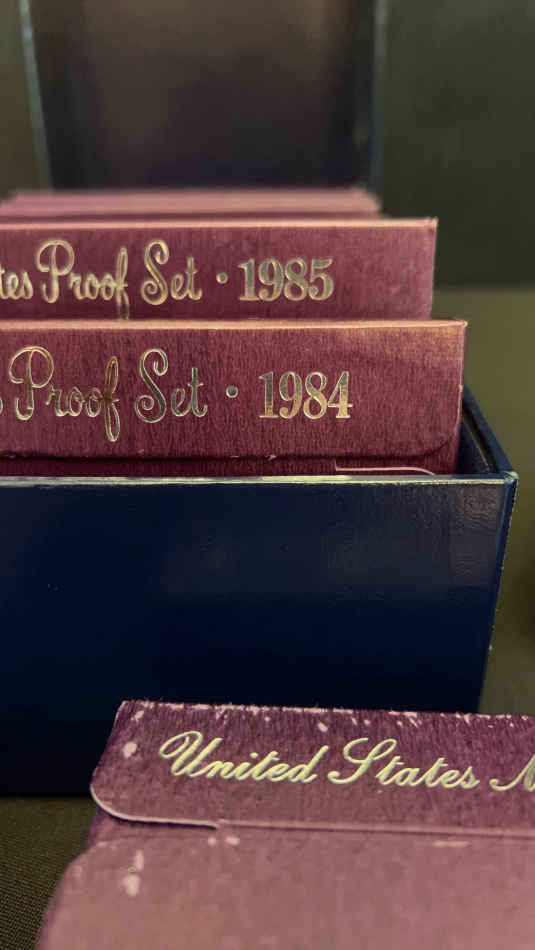 tes Proof Set · 1985
Proof Set · 1984
United States